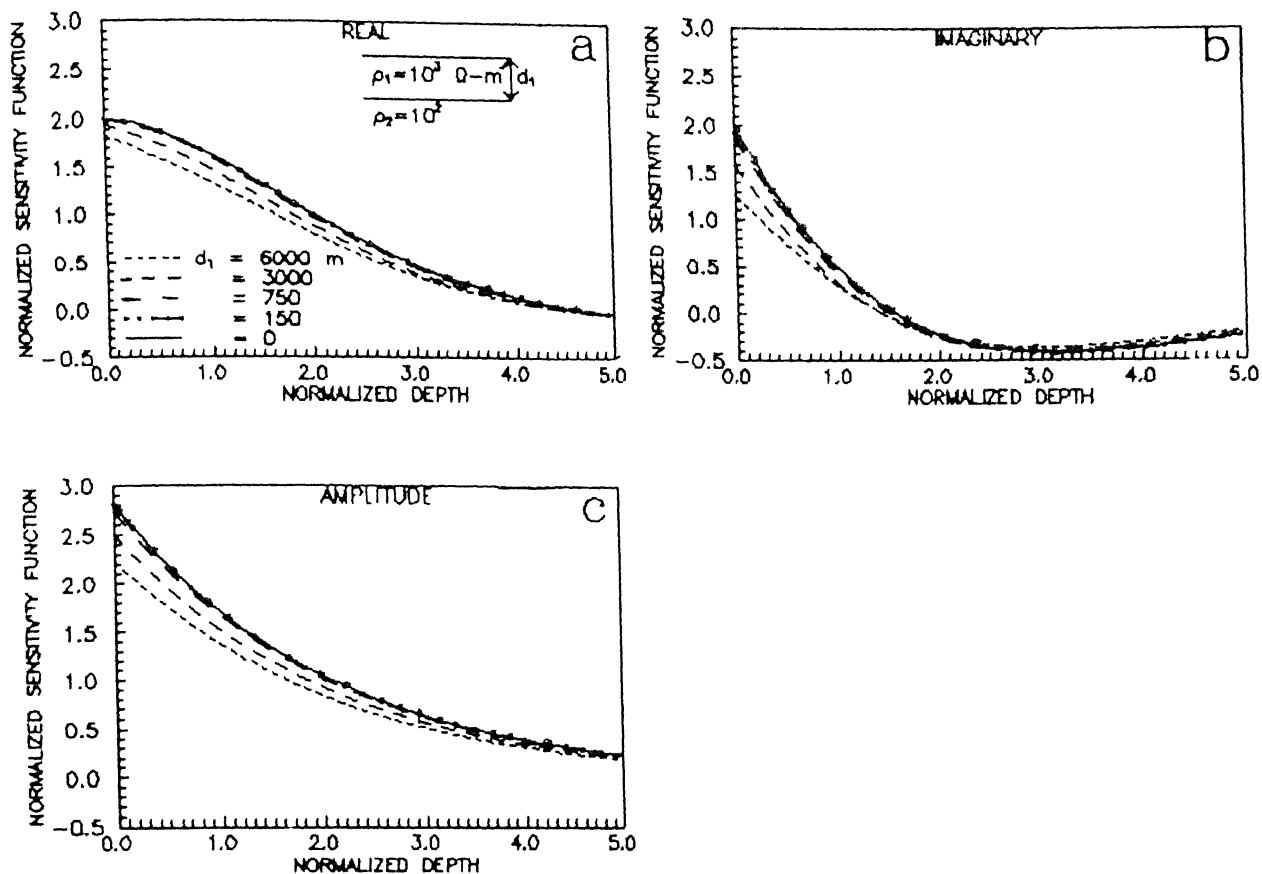 REAL
a
ρ₁=10³ Ω-m d₁
ρ₂=10²
NORMALIZED SENSITIVITY FUNCTION
3.0
2.5
2.0
1.5
1.0
0.5
0.0
-0.5
d₁ = 6000 m
= 3000
= 750
= 150
= 0
0.0 1.0 2.0 3.0 4.0 5.0
NORMALIZED DEPTH
IMAGINARY
b
NORMALIZED SENSITIVITY FUNCTION
3.0
2.5
2.0
1.5
1.0
0.5
0.0
-0.5
0.0 1.0 2.0 3.0 4.0 5.0
NORMALIZED DEPTH
AMPLITUDE
c
NORMALIZED SENSITIVITY FUNCTION
3.0
2.5
2.0
1.5
1.0
0.5
0.0
-0.5
0.0 1.0 2.0 3.0 4.0 5.0
NORMALIZED DEPTH